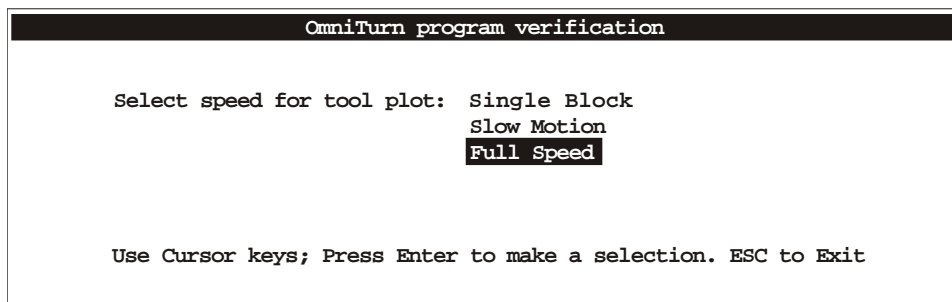 OmniTurn program verification
Select speed for tool plot: Single Block
Slow Motion
Full Speed
Use Cursor keys; Press Enter to make a selection. ESC to Exit